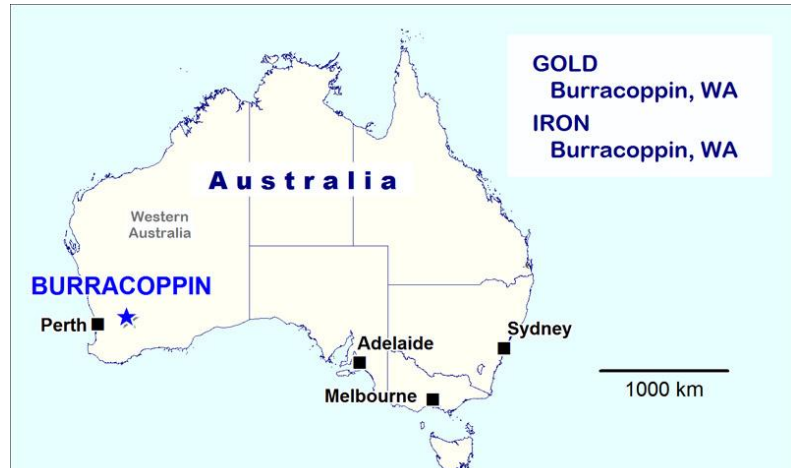 GOLD
Burracoppin, WA
IRON
Burracoppin, WA
Australia
Western
Australia
BURRACOPPIN
Perth
Adelaide
Sydney
Melbourne
1000 km